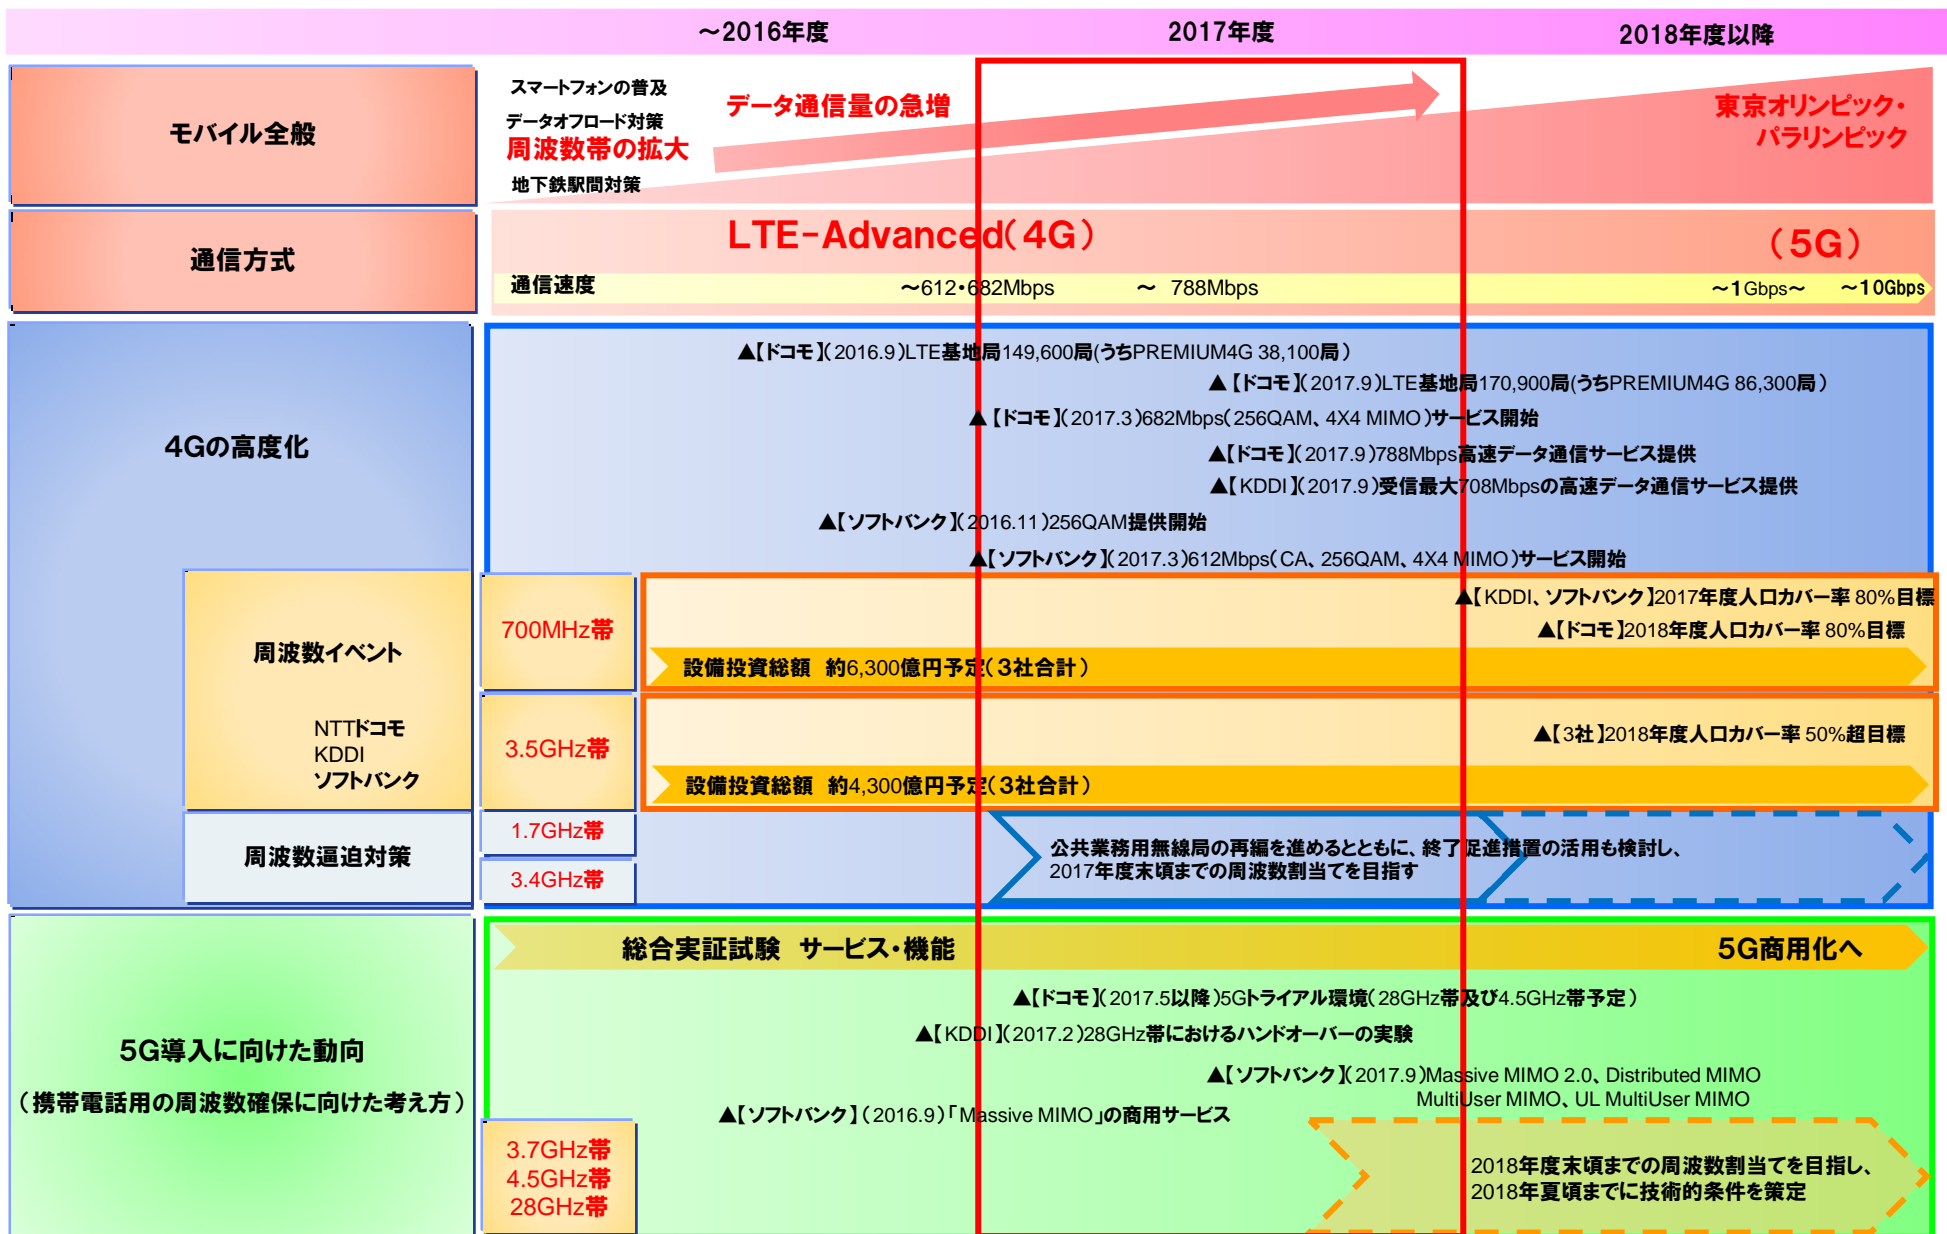 ～2016年度
2017年度
2018年度以降
モバイル全般
スマートフォンの普及
データオフロード対策
周波数帯の拡大
地下鉄駅間対策
データ通信量の急増
東京オリンピック・
パラリンピック
通信方式
LTE-Advanced(4G)
(5G)
通信速度
～612・682Mbps
～ 788Mbps
～1Gbps～
～10Gbps
4Gの高度化
▲【ドコモ】(2016.9)LTE基地局149,600局(うちPREMIUM4G 38,100局)
▲【ドコモ】(2017.9)LTE基地局170,900局(うちPREMIUM4G 86,300局)
▲【ドコモ】(2017.3)682Mbps(256QAM、4X4 MIMO)サービス開始
▲【ドコモ】(2017.9)788Mbps高速データ通信サービス提供
▲【KDDI】(2017.9)受信最大708Mbpsの高速データ通信サービス提供
▲【ソフトバンク】(2016.11)256QAM提供開始
▲【ソフトバンク】(2017.3)612Mbps(CA、256QAM、4X4 MIMO)サービス開始
周波数イベント
NTTドコモ
KDDI
ソフトバンク
700MHz帯
▲【KDDI、ソフトバンク】2017年度人口カバー率 80%目標
▲【ドコモ】2018年度人口カバー率 80%目標
設備投資総額 約6,300億円予定(3社合計)
3.5GHz帯
▲【3社】2018年度人口カバー率 50%超目標
設備投資総額 約4,300億円予定(3社合計)
周波数逼迫対策
1.7GHz帯
3.4GHz帯
公共業務用無線局の再編を進めるとともに、終了促進措置の活用も検討し、
2017年度末頃までの周波数割当てを目指す
5G導入に向けた動向
(携帯電話用の周波数確保に向けた考え方)
総合実証試験 サービス・機能
5G商用化へ
▲【ドコモ】(2017.5以降)5Gトライアル環境(28GHz帯及び4.5GHz帯予定)
▲【KDDI】(2017.2)28GHz帯におけるハンドオーバーの実験
▲【ソフトバンク】(2017.9)Massive MIMO 2.0、Distributed MIMO
MultiUser MIMO、UL MultiUser MIMO
▲【ソフトバンク】(2016.9)「Massive MIMO」の商用サービス
3.7GHz帯
4.5GHz帯
28GHz帯
2018年度末頃までの周波数割当てを目指し、
2018年夏頃までに技術的条件を策定